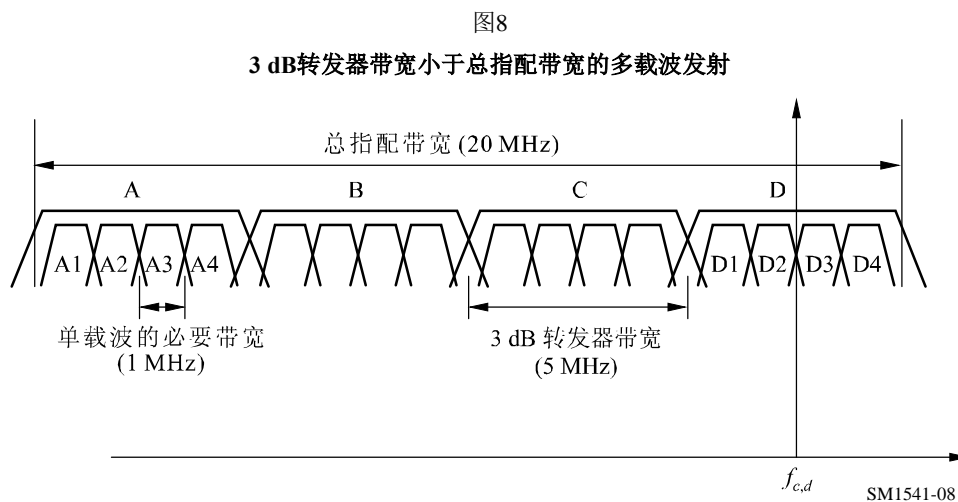 图8
3 dB转发器带宽小于总指配带宽的多载波发射
总指配带宽 (20 MHz)
A B C D
A1 A2 A3 A4 D1 D2 D3 D4
单载波的必要带宽
(1 MHz)
3 dB 转发器带宽
(5 MHz)
fc,d
SM1541-08